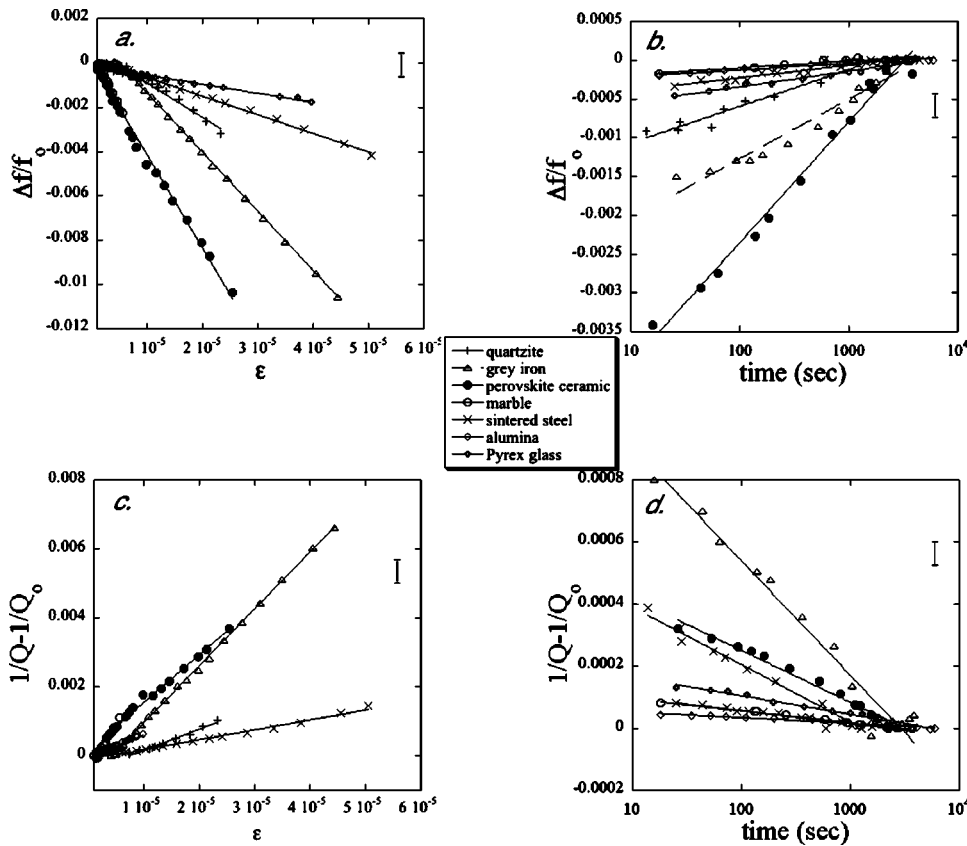 a.
0.002
0
-0.002
-0.004
-0.006
-0.008
-0.01
-0.012
Δf/fo
1 10-5
2 10-5
3 10-5
4 10-5
5 10-5
6 10-5
ε
b.
0.0005
0
-0.0005
-0.001
-0.0015
-0.002
-0.0025
-0.003
-0.0035
Δf/fo
10
100
1000
104
time (sec)
quartzite
grey iron
perovskite ceramic
marble
sintered steel
alumina
Pyrex glass
c.
0.008
0.006
0.004
0.002
0
1/Q-1/Qo
1 10-5
2 10-5
3 10-5
4 10-5
5 10-5
6 10-5
ε
d.
0.0008
0.0006
0.0004
0.0002
0
-0.0002
1/Q-1/Qo
10
100
1000
104
time (sec)